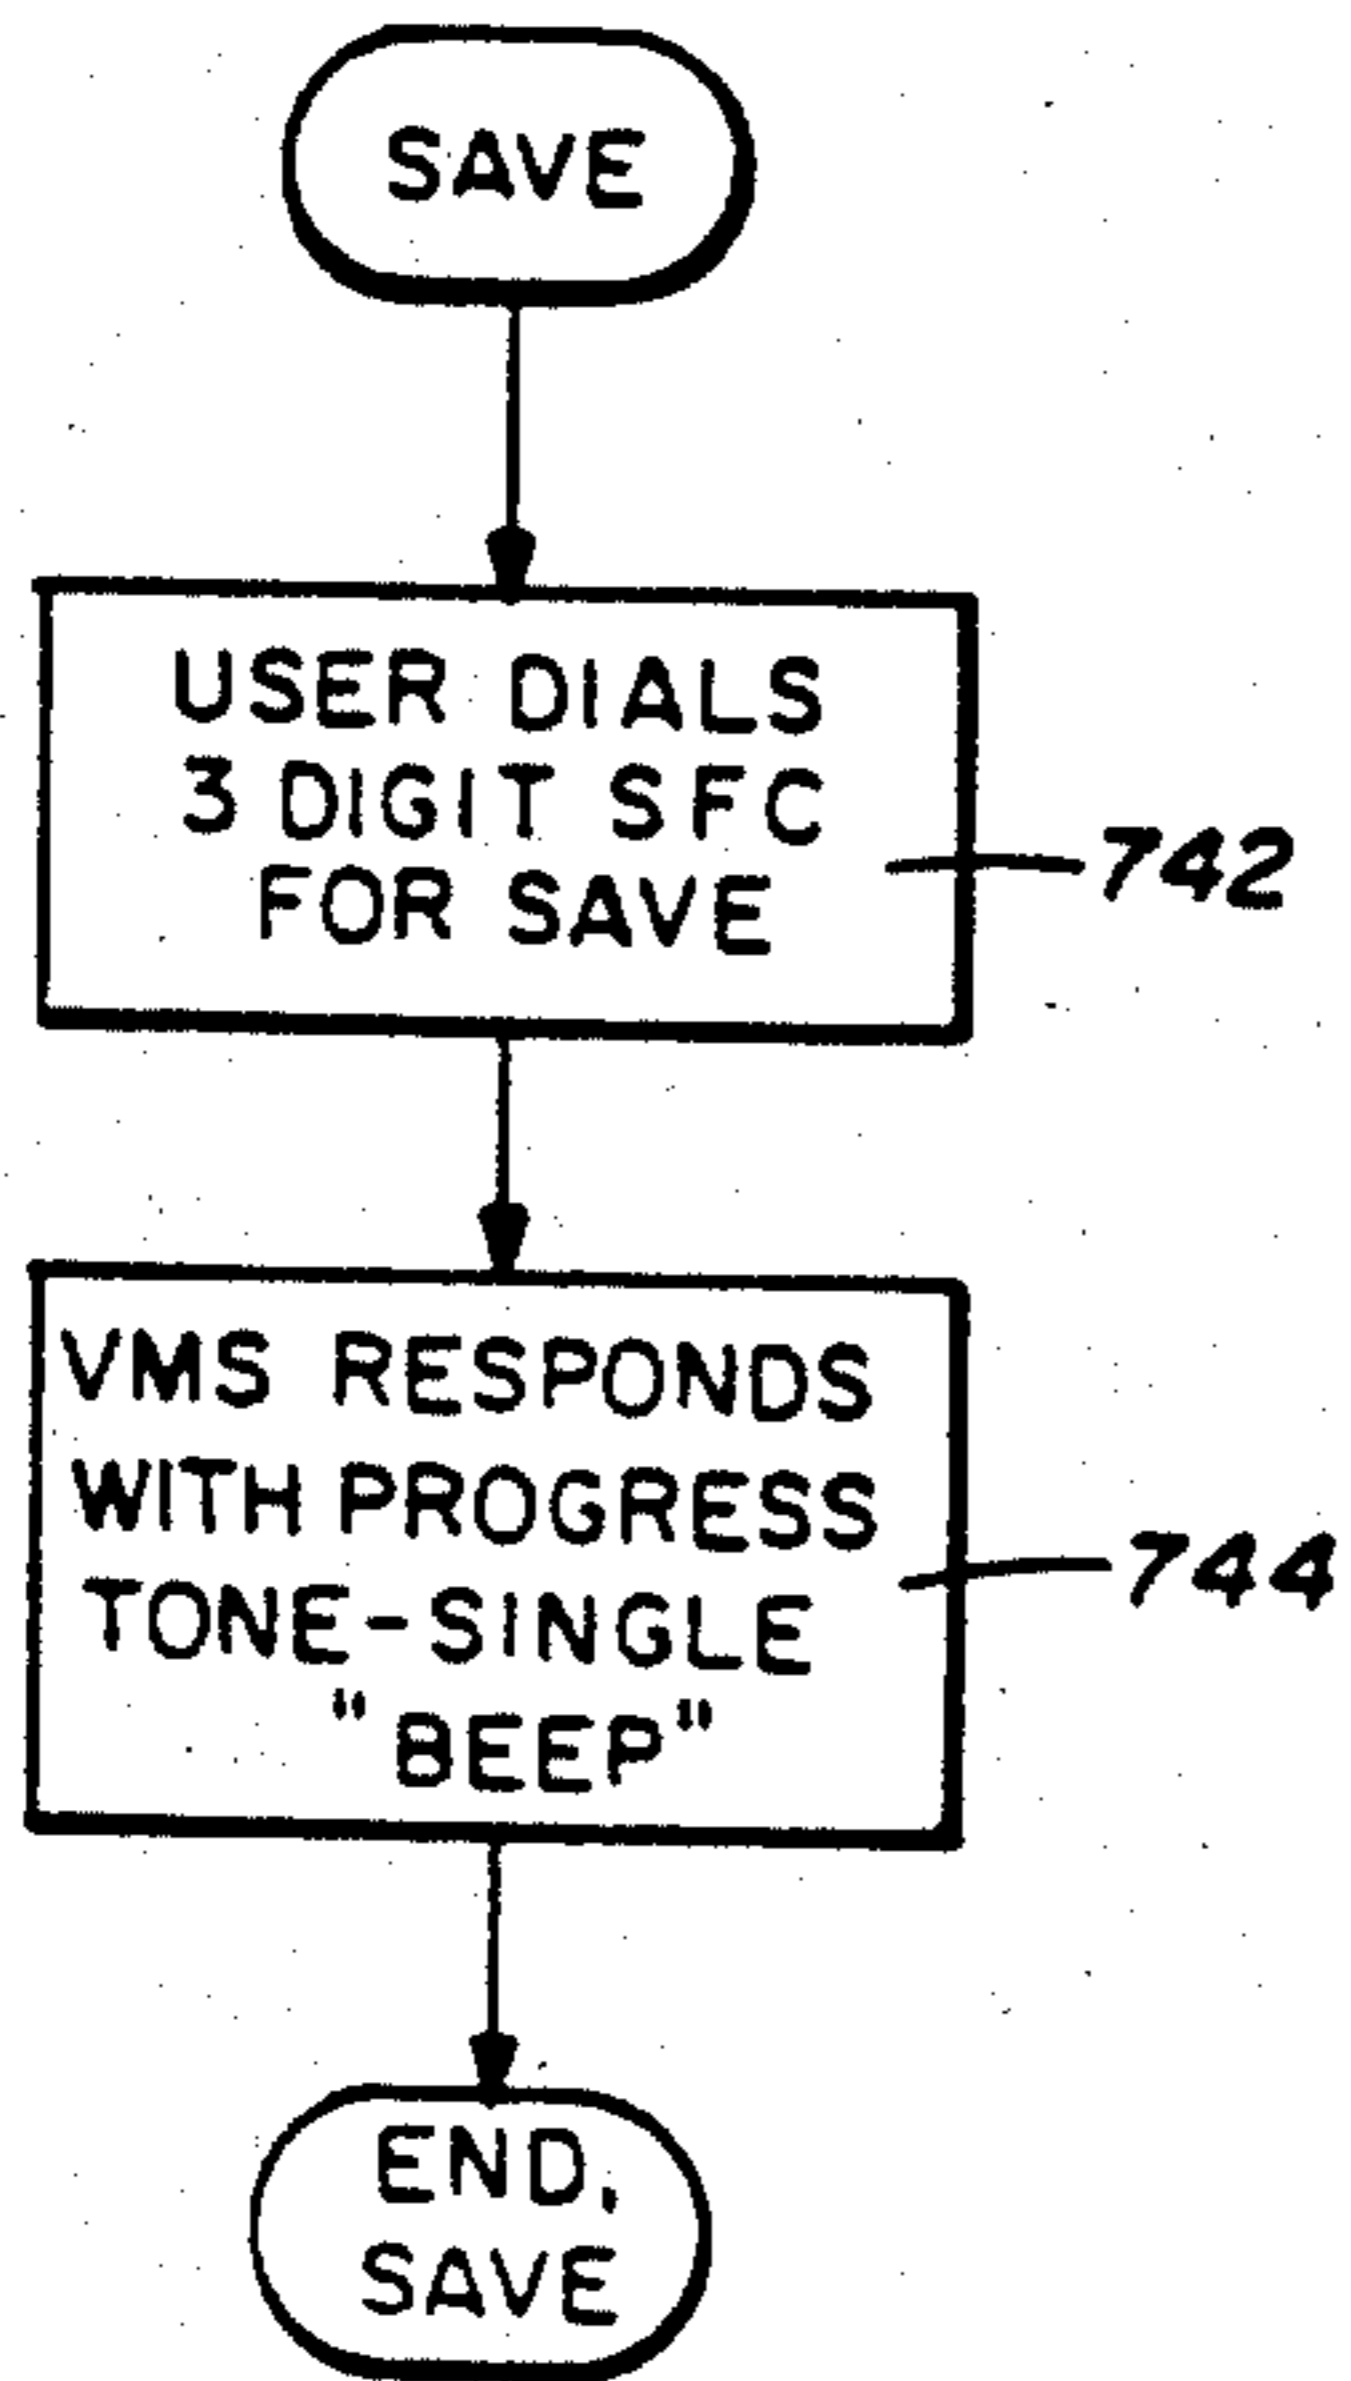 SAVE
USER DIALS
3 DIGIT SFC
FOR SAVE
742
VMS RESPONDS
WITH PROGRESS
TONE-SINGLE
"BEEP"
744
END,
SAVE